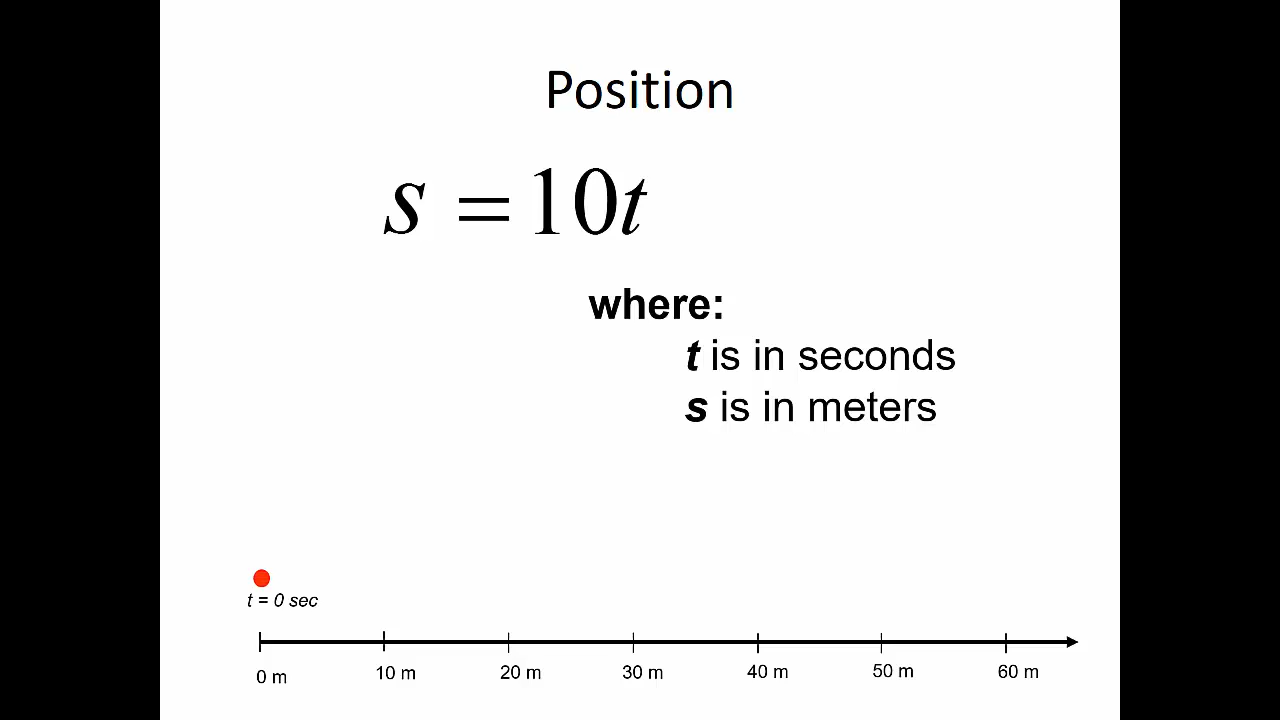 Position
s = 10t
where:
t is in seconds
s is in meters
t = 0 sec
0 m 10 m 20 m 30 m 40 m 50 m 60 m